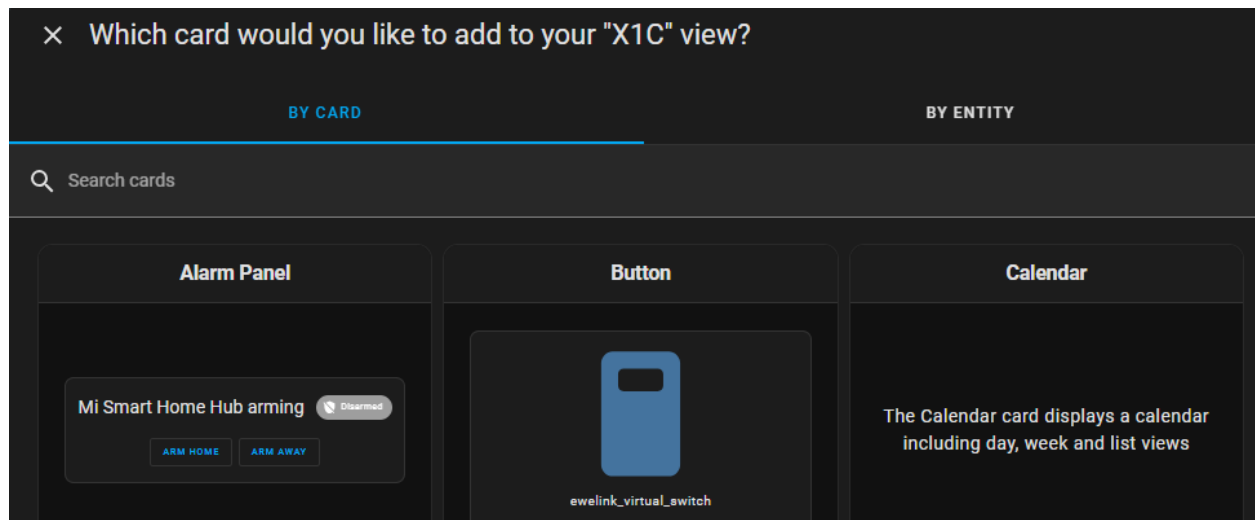 Which card would you like to add to your "X1C" view?
BY CARD
BY ENTITY
Search cards
Alarm Panel
Button
Calendar
Mi Smart Home Hub arming
Disarmed
ARM HOME
ARM AWAY
ewelink_virtual_switch
The Calendar card displays a calendar
including day, week and list views